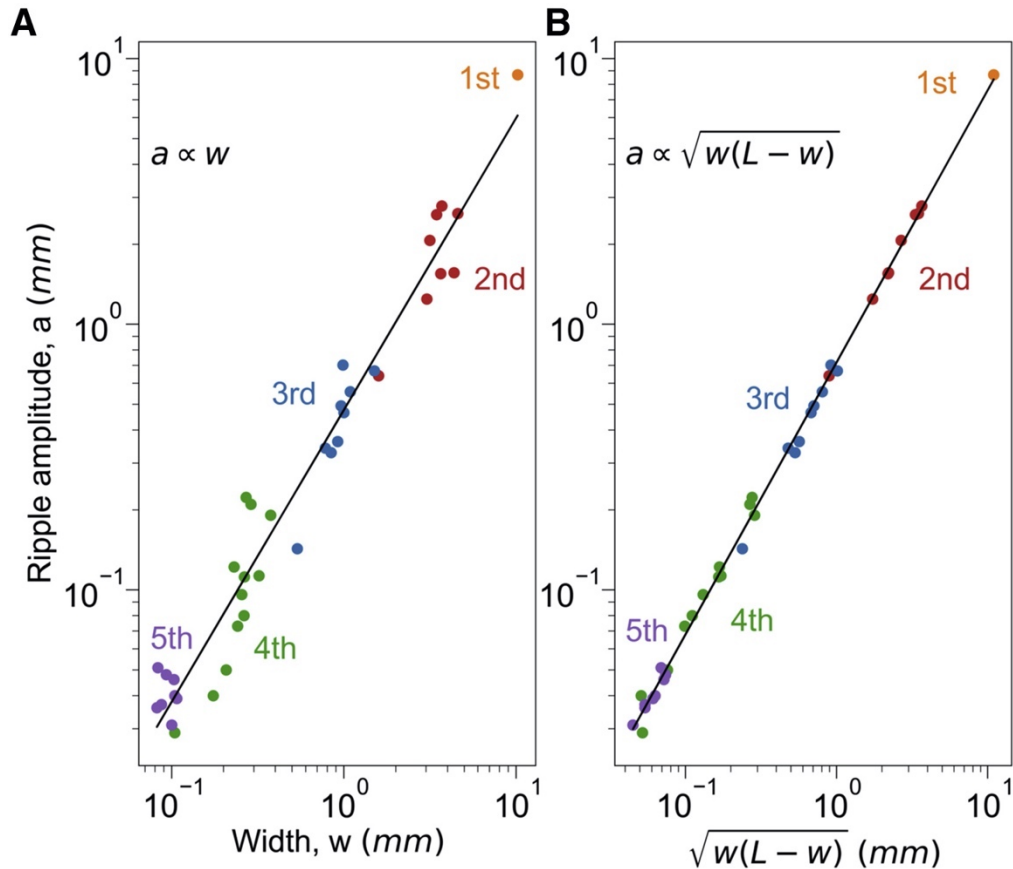 A
B
10^1
10^0
10^-1
a ∝ w
1st
2nd
3rd
4th
5th
Ripple amplitude, a (mm)
10^-1
10^0
10^1
Width, w (mm)
10^1
10^0
10^-1
a ∝ √w(L − w)
1st
2nd
3rd
4th
5th
10^-1
10^0
10^1
√w(L − w) (mm)